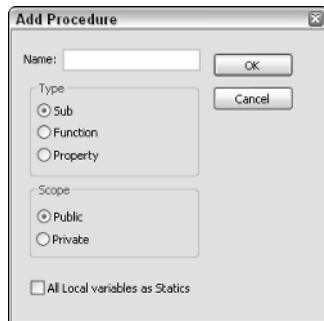 Add Procedure
Name:
OK
Cancel
Type
Sub
Function
Property
Scope
Public
Private
All Local variables as Statics